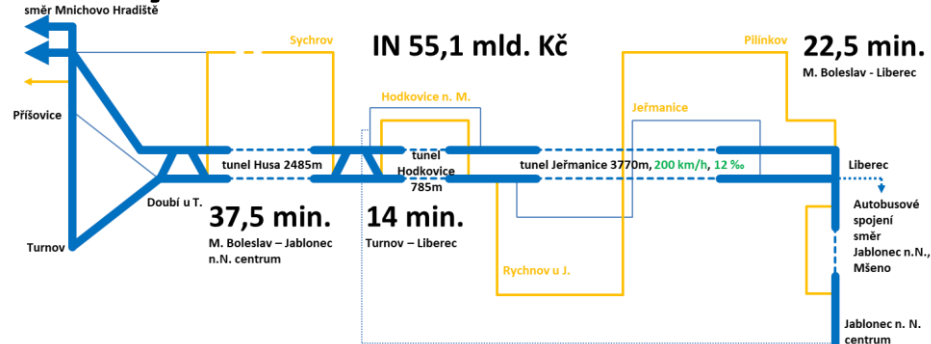 směr Mnichovo Hradiště
Sychrov
IN 55,1 mld. Kč
Pilínkov
22,5 min.
M. Boleslav - Liberec
Hodkovice n. M.
Jeřmanice
Příšovice
tunel Husa 2485m
tunel
Hodkovice
785m
tunel Jeřmanice 3770m, 200 km/h, 12 ‰
Liberec
Doubí u T.
37,5 min.
M. Boleslav – Jablonec
n.N. centrum
14 min.
Turnov – Liberec
Autobusové
spojení
směr
Jablonec n.N.,
Mšeno
Turnov
Rychnov u J.
Jablonec n. N.
centrum